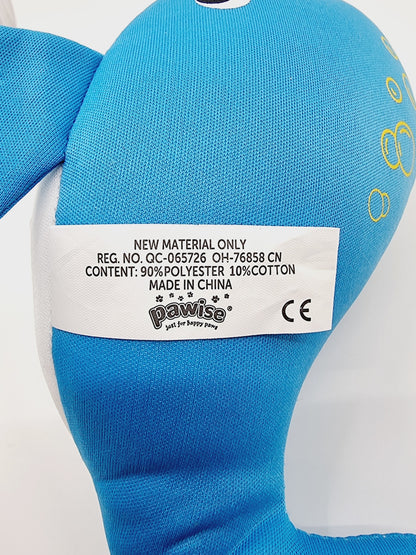 NEW MATERIAL ONLY
REG. NO. QC-065726 OH-76858 CN
CONTENT: 90%POLYESTER 10%COTTON
MADE IN CHINA
pawise
just for happy paws
CE